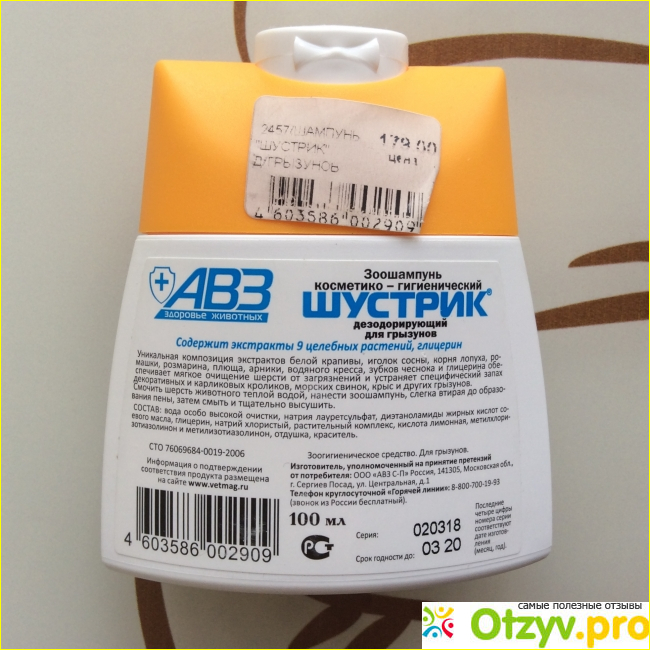 2457/ШАМПУНЬ 179.00
"ШУСТРИК" цена
Д/ГРЫЗУНОВ
4 603586 002909
АВЗ
здоровье животных
Зоошампунь
косметико – гигиенический
ШУСТРИК®
дезодорирующий
для грызунов
Содержит экстракты 9 целебных растений, глицерин
Уникальная композиция экстрактов белой крапивы, иголок сосны, корня лопуха, ро-
машки, розмарина, плюща, арники, водяного кресса, зубков чеснока и глицерина обе-
спечивает мягкое очищение шерсти от загрязнений и устраняет специфический запах
декоративных и карликовых кроликов, морских свинок, крыс и других грызунов.
Смочить шерсть животного теплой водой, нанести зоошампунь, слегка втирая до образо-
вания пены, затем смыть и тщательно высушить.
СОСТАВ: вода особо высокой очистки, натрия лауретсульфат, диэтаноламиды жирных кислот со-
евого масла, глицерин, натрий хлористый, растительный комплекс, кислота лимонная, метилхлори-
зотиазолинон и метилизотиазолинон, отдушка, краситель.
СТО 76069684-0019-2006
Зоогигиеническое средство. Для грызунов.
Информация о подтверждении
соответствия продукта размещена
на сайте www.vetmag.ru
Изготовитель, уполномоченный на принятие претензий
от потребителя: ООО «АВЗ С-П» Россия, 141305, Московская обл.,
г. Сергиев Посад, ул. Центральная, д.1
Телефон круглосуточной «Горячей линии»: 8-800-700-19-93
(звонок из России бесплатный).
4 603586 002909
100 мл
РСТ
Серия: 020318
Срок годности до: 03 20
Последние
четыре цифры
номера серии
соответствуют
дате изготов-
ления
(месяц, год).
самые полезные отзывы
Otzyv.pro